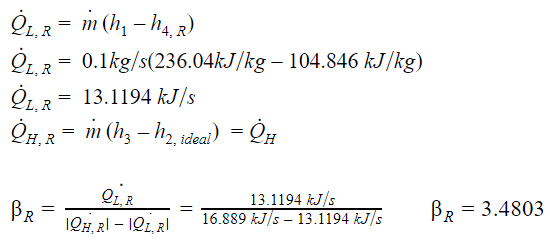 Q̇L, R = ṁ (h1 – h4, R)
Q̇L, R = 0.1kg/s(236.04kJ/kg – 104.846 kJ/kg)
Q̇L, R = 13.1194 kJ/s
Q̇H, R = ṁ (h3 – h2, ideal) = Q̇H
βR = Q̇L, R / |Q̇H, R| – |Q̇L, R| = 13.1194 kJ/s / 16.889 kJ/s – 13.1194 kJ/s βR = 3.4803